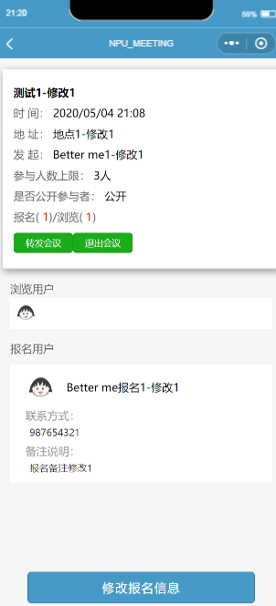 21:20
59%
NPU_MEETING
测试1-修改1
时 间： 2020/05/04 21:08
地 址： 地点1-修改1
发 起： Better me1-修改1
参与人数上限： 3人
是否公开参与者： 公开
报名( 1)/浏览( 1)
转发会议 退出会议
浏览用户
报名用户
Better me报名1-修改1
联系方式：
987654321
备注说明：
报名备注修改1
修改报名信息